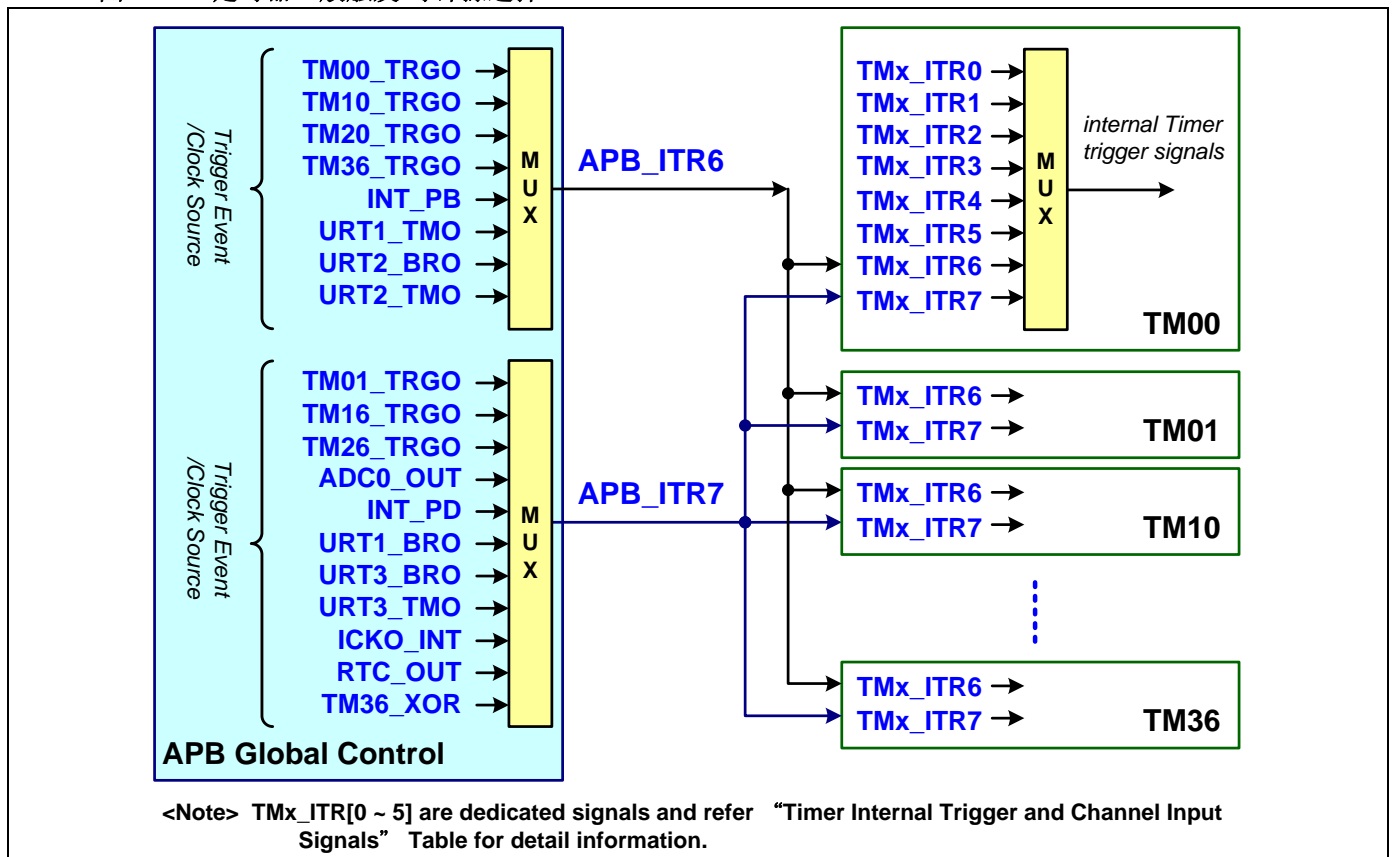 Trigger Event
/Clock Source
TM00_TRGO
TM10_TRGO
TM20_TRGO
TM36_TRGO
INT_PB
URT1_TMO
URT2_BRO
URT2_TMO
MUX
APB_ITR6
Trigger Event
/Clock Source
TM01_TRGO
TM16_TRGO
TM26_TRGO
ADC0_OUT
INT_PD
URT1_BRO
URT3_BRO
URT3_TMO
ICKO_INT
RTC_OUT
TM36_XOR
MUX
APB_ITR7
APB Global Control
TMx_ITR0
TMx_ITR1
TMx_ITR2
TMx_ITR3
TMx_ITR4
TMx_ITR5
TMx_ITR6
TMx_ITR7
MUX
internal Timer
trigger signals
TM00
TMx_ITR6
TMx_ITR7
TM01
TMx_ITR6
TMx_ITR7
TM10
TMx_ITR6
TMx_ITR7
TM36
<Note> TMx_ITR[0 ~ 5] are dedicated signals and refer “Timer Internal Trigger and Channel Input
Signals” Table for detail information.